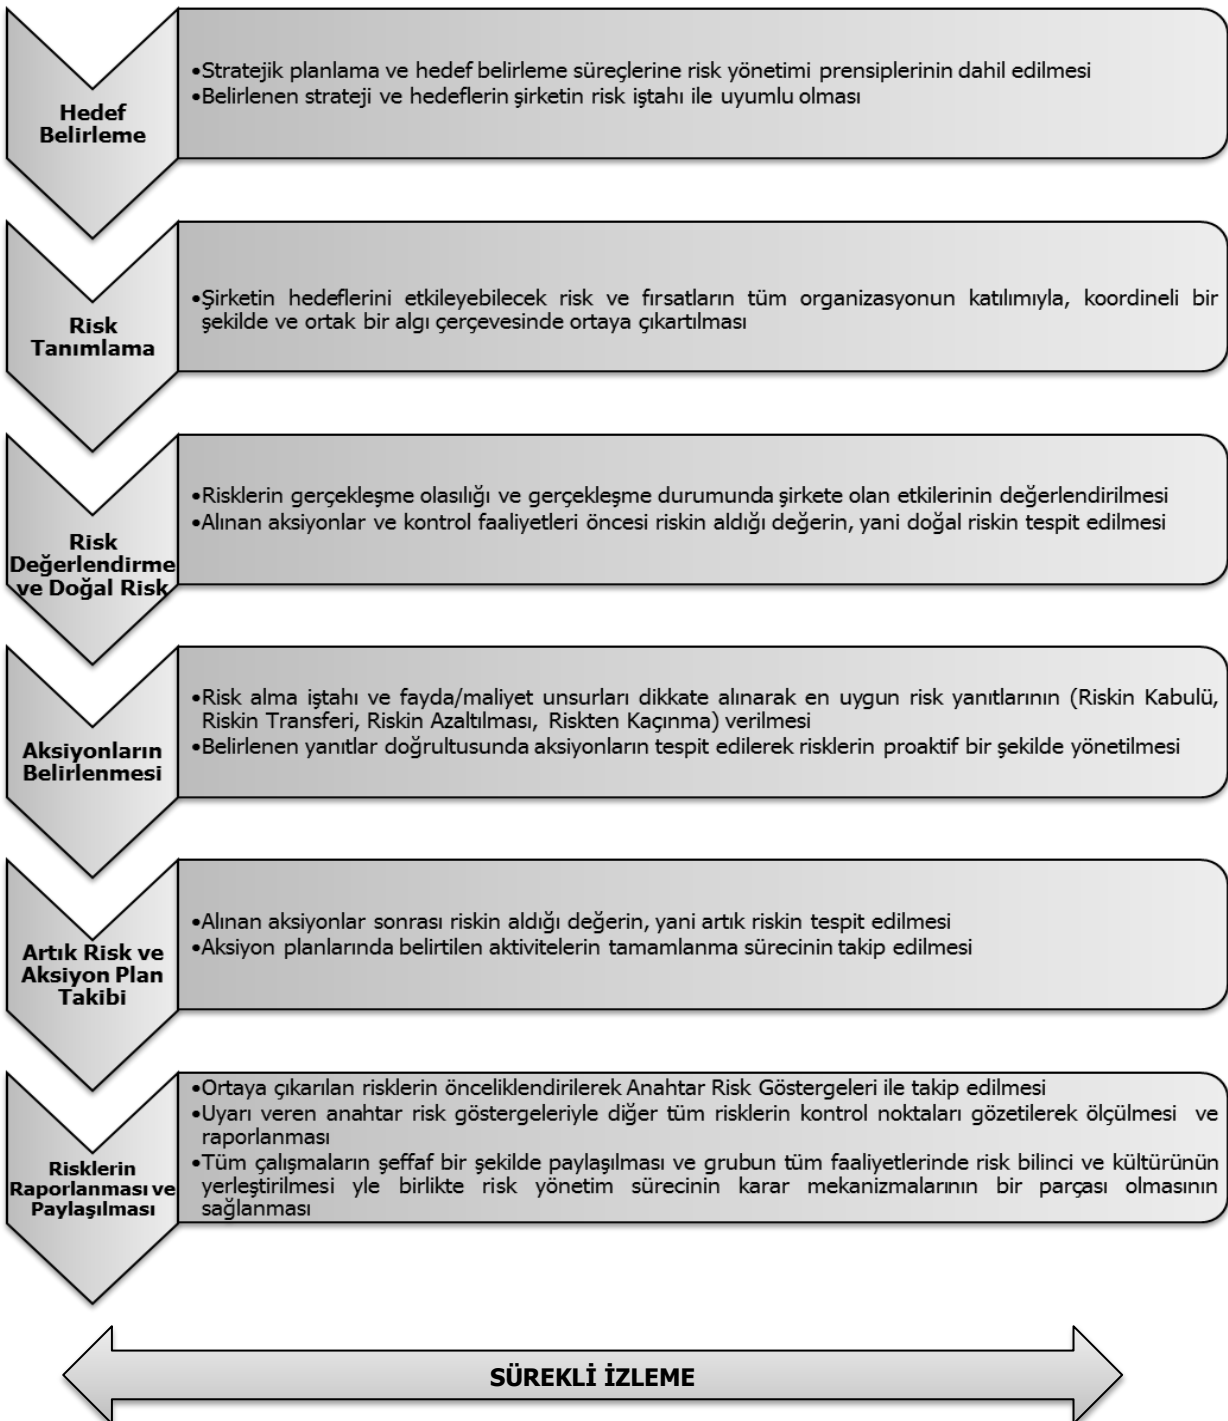 Hedef
Belirleme
•Stratejik planlama ve hedef belirleme süreçlerine risk yönetimi prensiplerinin dahil edilmesi
•Belirlenen strateji ve hedeflerin şirketin risk iştahı ile uyumlu olması
Risk
Tanımlama
•Şirketin hedeflerini etkileyebilecek risk ve fırsatların tüm organizasyonun katılımıyla, koordineli bir
şekilde ve ortak bir algı çerçevesinde ortaya çıkartılması
Risk
Değerlendirme
ve Doğal Risk
•Risklerin gerçekleşme olasılığı ve gerçekleşme durumunda şirkete olan etkilerinin değerlendirilmesi
•Alınan aksiyonlar ve kontrol faaliyetleri öncesi riskin aldığı değerin, yani doğal riskin tespit edilmesi
Aksiyonların
Belirlenmesi
•Risk alma iştahı ve fayda/maliyet unsurları dikkate alınarak en uygun risk yanıtlarının (Riskin Kabulü,
Riskin Transferi, Riskin Azaltılması, Riskten Kaçınma) verilmesi
•Belirlenen yanıtlar doğrultusunda aksiyonların tespit edilerek risklerin proaktif bir şekilde yönetilmesi
Artık Risk ve
Aksiyon Plan
Takibi
•Alınan aksiyonlar sonrası riskin aldığı değerin, yani artık riskin tespit edilmesi
•Aksiyon planlarında belirtilen aktivitelerin tamamlanma sürecinin takip edilmesi
Risklerin
Raporlanması ve
Paylaşılması
•Ortaya çıkarılan risklerin önceliklendirilerek Anahtar Risk Göstergeleri ile takip edilmesi
•Uyarı veren anahtar risk göstergeleriyle diğer tüm risklerin kontrol noktaları gözetilerek ölçülmesi ve
raporlanması
•Tüm çalışmaların şeffaf bir şekilde paylaşılması ve grubun tüm faaliyetlerinde risk bilinci ve kültürünün
yerleştirilmesi yle birlikte risk yönetim sürecinin karar mekanizmalarının bir parçası olmasının
sağlanması
SÜREKLİ İZLEME